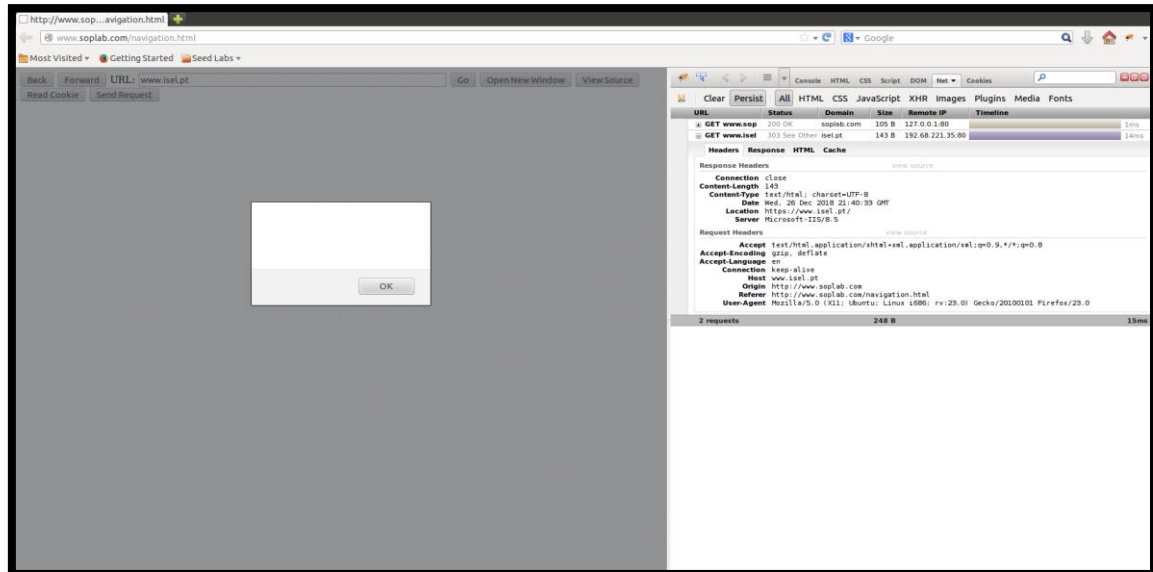 http://www.sop...avigation.html
www.soplab.com/navigation.html
Google
Most Visited Getting Started Seed Labs
Back Forward URL: www.isel.pt Go Open New Window View Source
Read Cookie Send Request
OK
Console HTML CSS Script DOM Net Cookies
Clear Persist All HTML CSS JavaScript XHR Images Plugins Media Fonts
URL Status Domain Size Remote IP Timeline
GET www.sop 200 OK soplab.com 105 B 127.0.0.1:80 1ms
GET www.isel 303 See Other isel.pt 143 B 192.68.221.35:80 14ms
Headers Response HTML Cache
Response Headers view source
Connection close
Content-Length 143
Content-Type text/html; charset=UTF-8
Date Wed, 26 Dec 2018 21:40:33 GMT
Location https://www.isel.pt/
Server Microsoft-IIS/8.5
Request Headers view source
Accept text/html,application/xhtml+xml,application/xml;q=0.9,*/*;q=0.8
Accept-Encoding gzip, deflate
Accept-Language en
Connection keep-alive
Host www.isel.pt
Origin http://www.soplab.com
Referer http://www.soplab.com/navigation.html
User-Agent Mozilla/5.0 (X11; Ubuntu; Linux i686; rv:23.0) Gecko/20100101 Firefox/23.0
2 requests 248 B 15ms